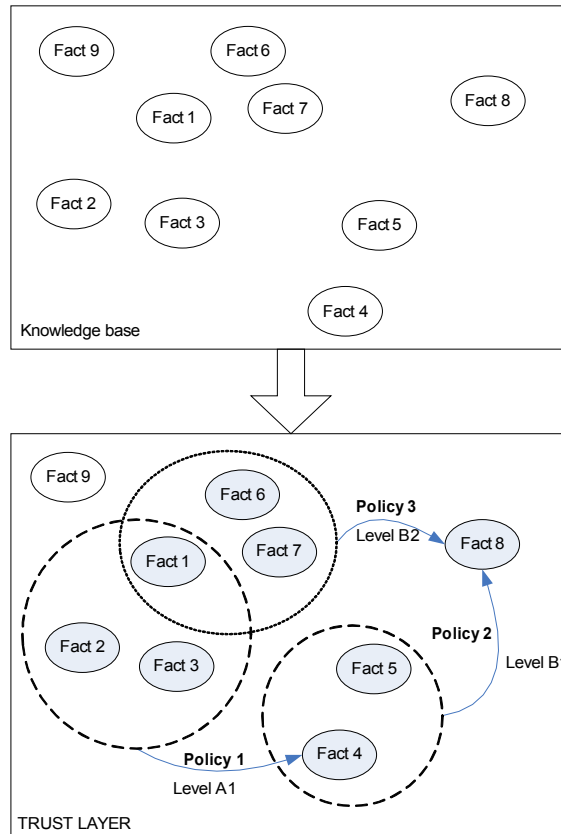 Fact 9
Fact 6
Fact 1
Fact 7
Fact 8
Fact 2
Fact 3
Fact 5
Fact 4
Knowledge base
Fact 9
Fact 6
Policy 3
Level B2
Fact 7
Fact 8
Fact 1
Fact 2
Fact 3
Policy 2
Fact 5
Level B1
Policy 1
Fact 4
Level A1
TRUST LAYER